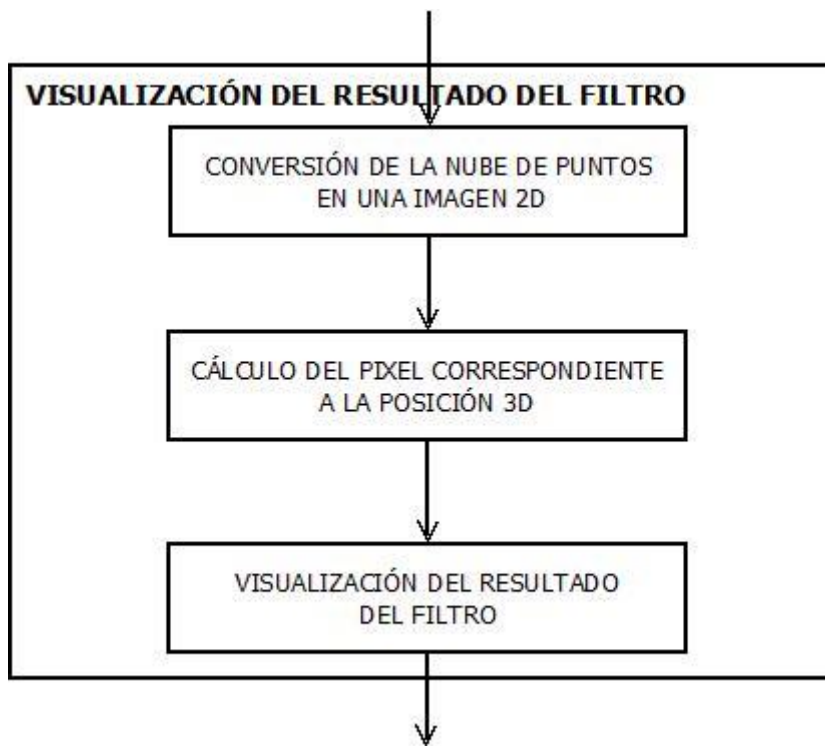 VISUALIZACIÓN DEL RESULTADO DEL FILTRO
CONVERSIÓN DE LA NUBE DE PUNTOS
EN UNA IMAGEN 2D
CÁLCULO DEL PIXEL CORRESPONDIENTE
A LA POSICIÓN 3D
VISUALIZACIÓN DEL RESULTADO
DEL FILTRO